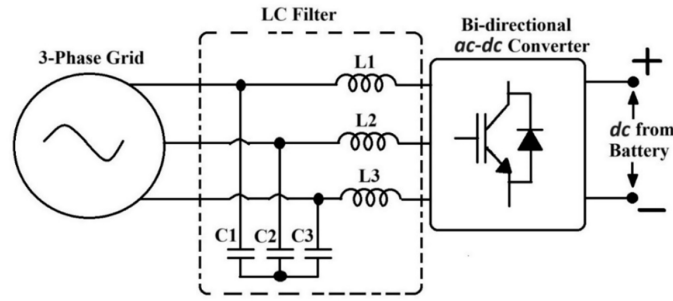 LC Filter
Bi-directional
ac-dc Converter
3-Phase Grid
L1
L2
L3
C1 C2 C3
+
dc from
Battery
−